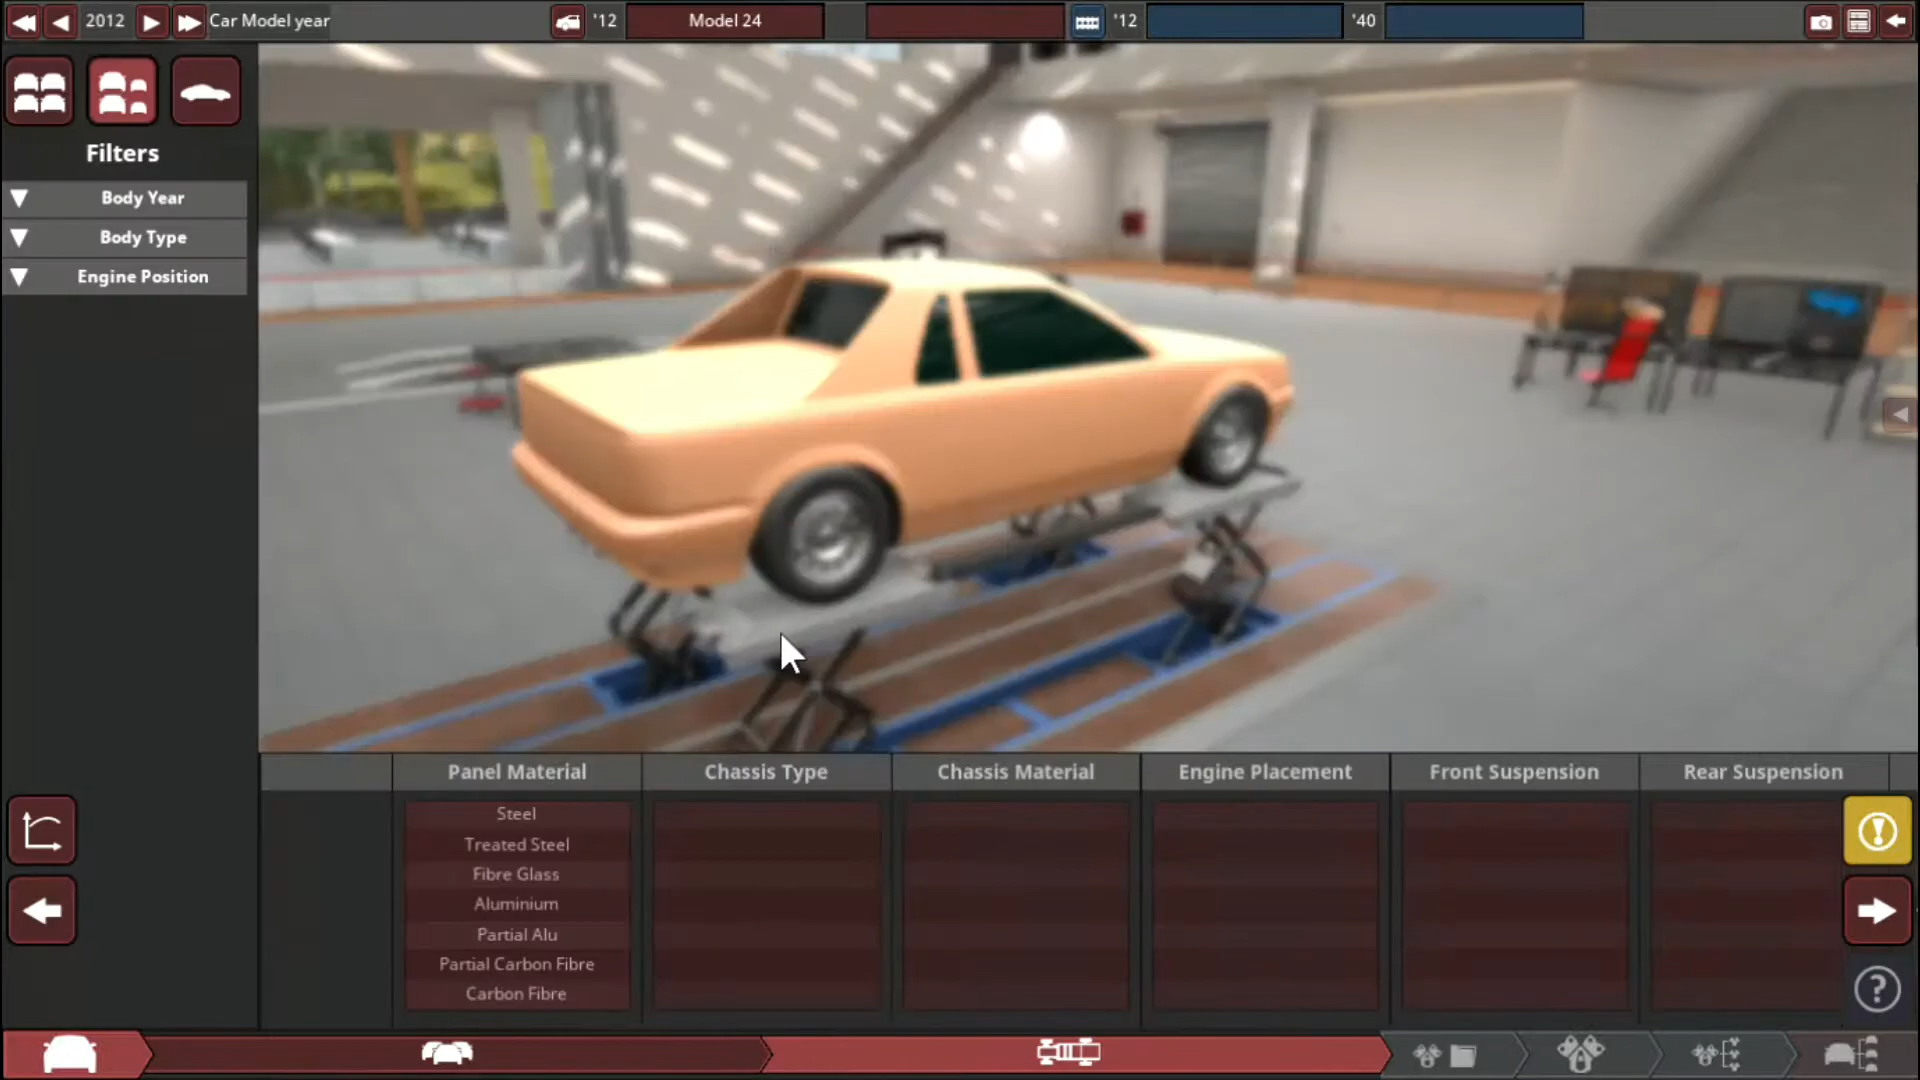 2012 Car Model year '12 Model 24 '12 '40
Filters
Body Year
Body Type
Engine Position
Panel Material Chassis Type Chassis Material Engine Placement Front Suspension Rear Suspension
Steel
Treated Steel
Fibre Glass
Aluminium
Partial Alu
Partial Carbon Fibre
Carbon Fibre